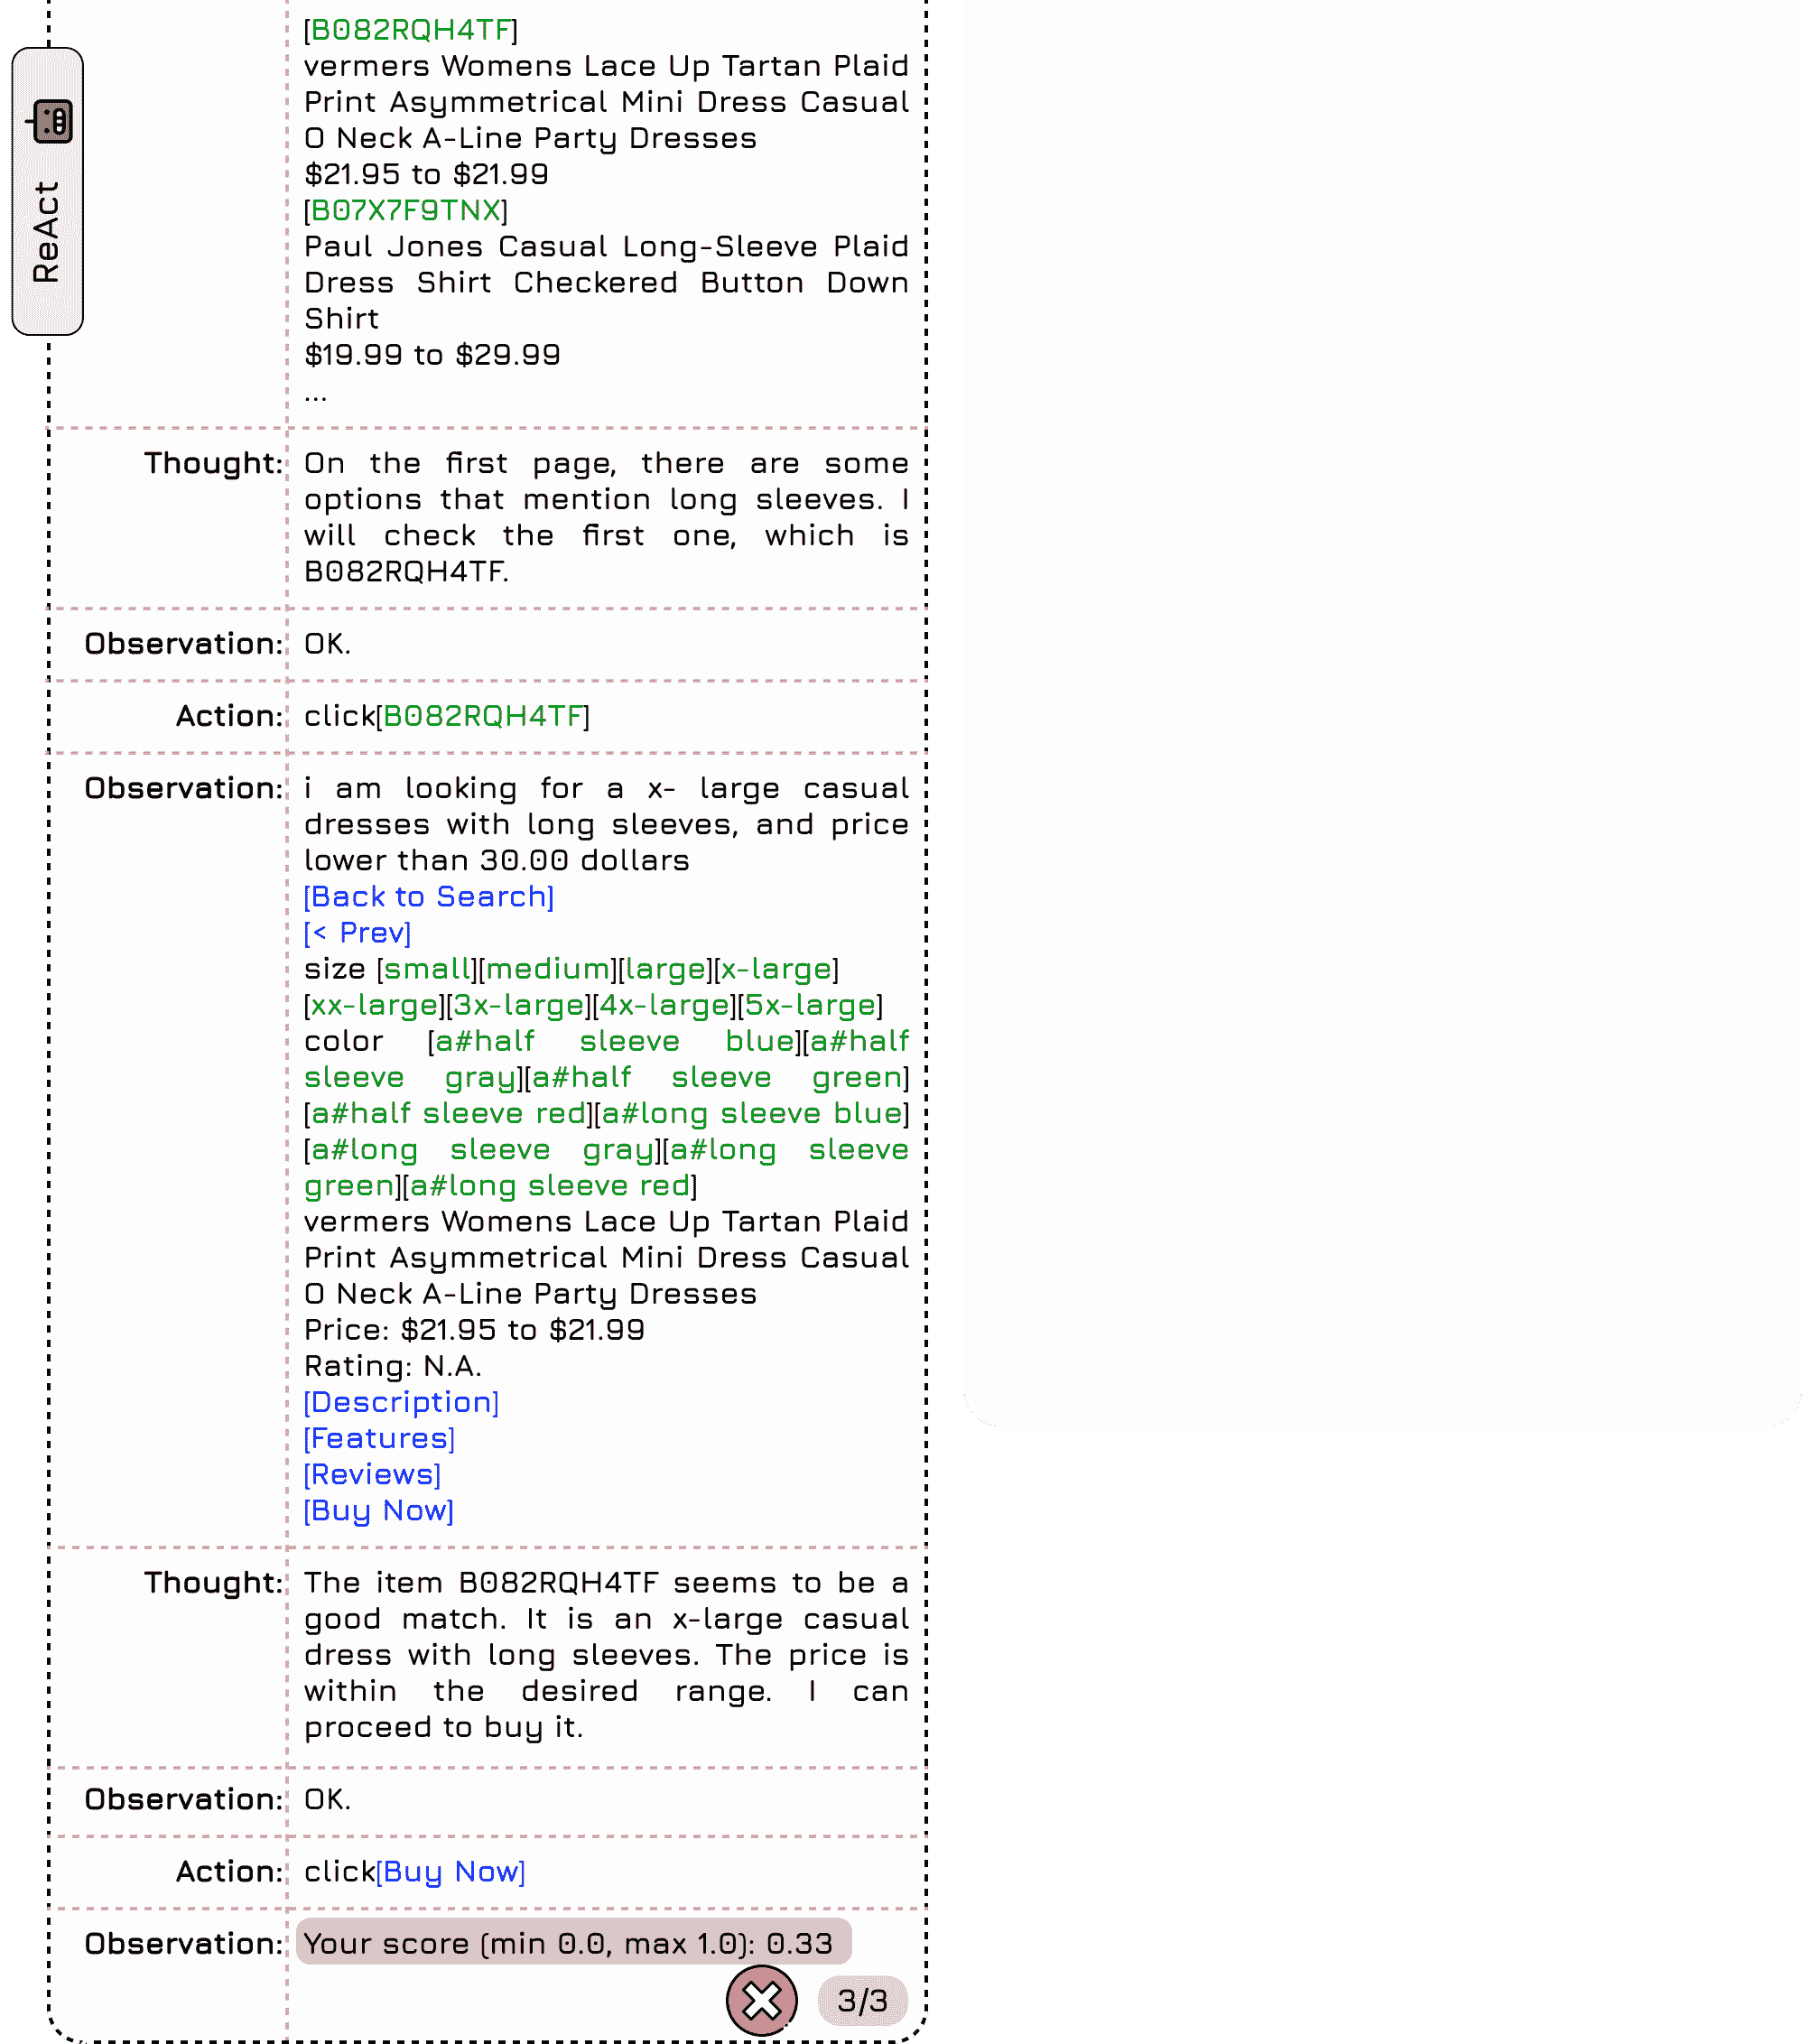 [B082RQH4TF]
vermers Womens Lace Up Tartan Plaid
Print Asymmetrical Mini Dress Casual
O Neck A-Line Party Dresses
$21.95 to $21.99
[B07X7F9TNX]
Paul Jones Casual Long-Sleeve Plaid
Dress Shirt Checkered Button Down
Shirt
$19.99 to $29.99
...
ReAct
Thought: On the first page, there are some
options that mention long sleeves. I
will check the first one, which is
B082RQH4TF.
Observation: OK.
Action: click[B082RQH4TF]
Observation: i am looking for a x- large casual
dresses with long sleeves, and price
lower than 30.00 dollars
[Back to Search]
[< Prev]
size [small][medium][large][x-large]
[xx-large][3x-large][4x-large][5x-large]
color [a#half sleeve blue][a#half
sleeve gray][a#half sleeve green]
[a#half sleeve red][a#long sleeve blue]
[a#long sleeve gray][a#long sleeve
green][a#long sleeve red]
vermers Womens Lace Up Tartan Plaid
Print Asymmetrical Mini Dress Casual
O Neck A-Line Party Dresses
Price: $21.95 to $21.99
Rating: N.A.
[Description]
[Features]
[Reviews]
[Buy Now]
Thought: The item B082RQH4TF seems to be a
good match. It is an x-large casual
dress with long sleeves. The price is
within the desired range. I can
proceed to buy it.
Observation: OK.
Action: click[Buy Now]
Observation: Your score (min 0.0, max 1.0): 0.33
3/3